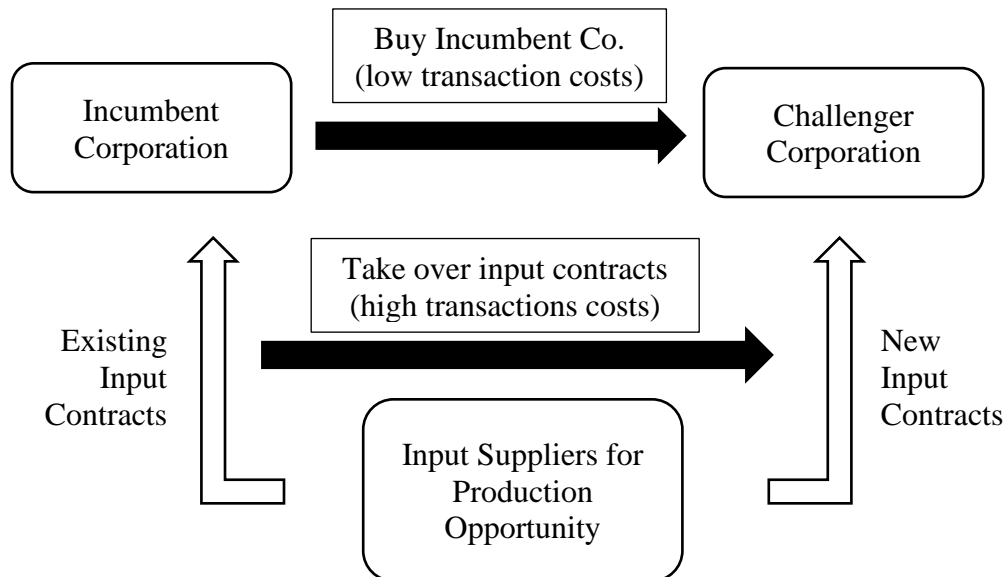 Buy Incumbent Co.
(low transaction costs)
Incumbent
Corporation
Challenger
Corporation
Take over input contracts
(high transactions costs)
Existing
Input
Contracts
New
Input
Contracts
Input Suppliers for
Production
Opportunity